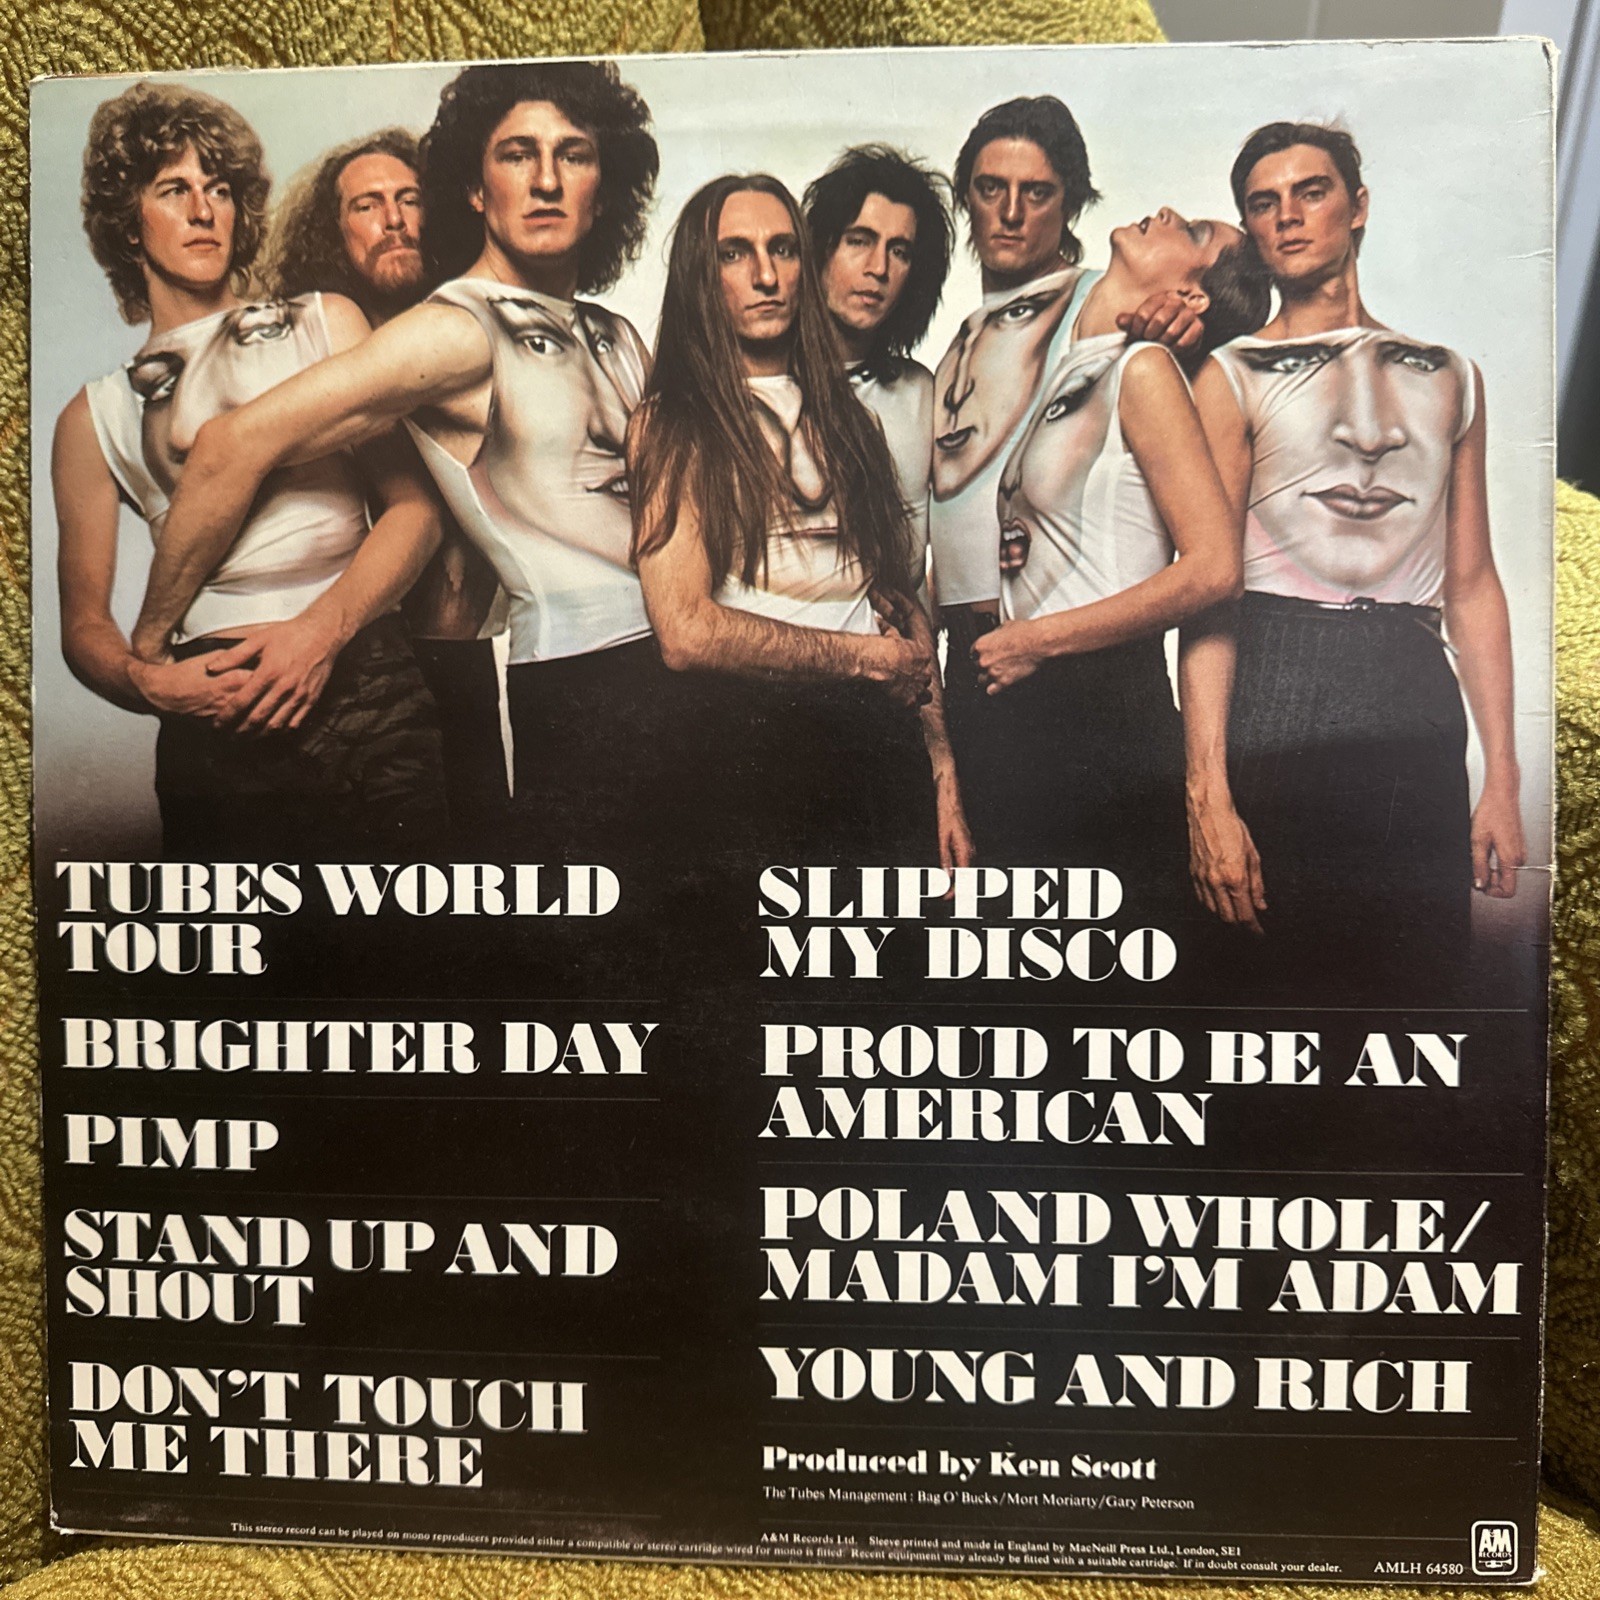 TUBES WORLD
TOUR
BRIGHTER DAY
PIMP
STAND UP AND
SHOUT
DON'T TOUCH
ME THERE
SLIPPED
MY DISCO
PROUD TO BE AN
AMERICAN
POLAND WHOLE/
MADAM I'M ADAM
YOUNG AND RICH
Produced by Ken Scott
The Tubes Management: Bag O' Bucks/Mort Moriarty/Gary Peterson
This stereo record can be played on mono reproducers provided either a compatible or stereo cartridge wired for mono is fitted. Recent equipment may already be fitted with a suitable cartridge. If in doubt consult your dealer.
A&M Records Ltd. Sleeve printed and made in England by MacNeill Press Ltd., London, SE1
AMLH 64580
A&M
RECORDS